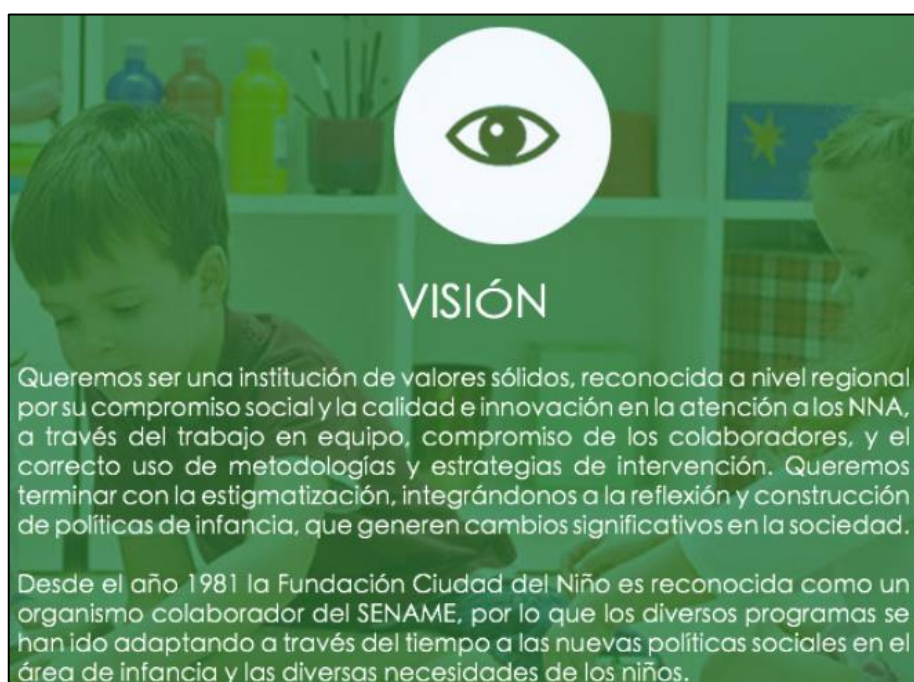 VISIÓN
Queremos ser una institución de valores sólidos, reconocida a nivel regional
por su compromiso social y la calidad e innovación en la atención a los NNA,
a través del trabajo en equipo, compromiso de los colaboradores, y el
correcto uso de metodologías y estrategias de intervención. Queremos
terminar con la estigmatización, integrándonos a la reflexión y construcción
de políticas de infancia, que generen cambios significativos en la sociedad.
Desde el año 1981 la Fundación Ciudad del Niño es reconocida como un
organismo colaborador del SENAME, por lo que los diversos programas se
han ido adaptando a través del tiempo a las nuevas políticas sociales en el
área de infancia y las diversas necesidades de los niños.